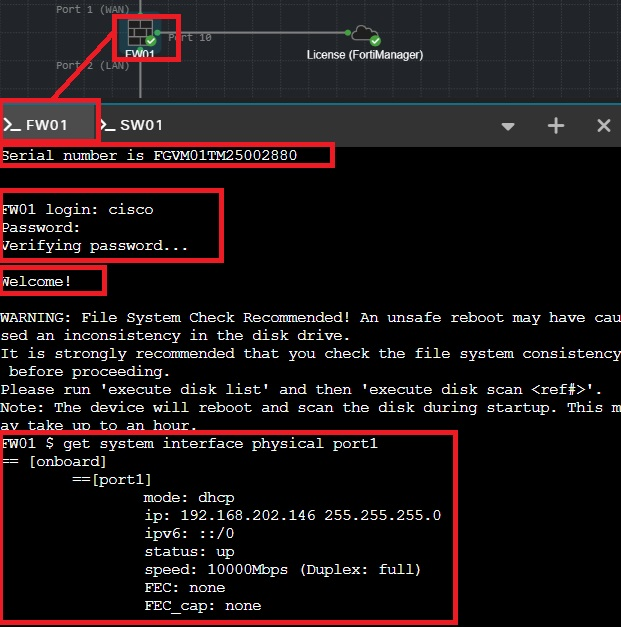 Port 1 (WAN)
Port 10
FW01
License (FortiManager)
Port 2 (LAN)
>_ FW01
>_ SW01
Serial number is FGVM01TM25002880
FW01 login: cisco
Password:
Verifying password...
Welcome!
WARNING: File System Check Recommended! An unsafe reboot may have cau
sed an inconsistency in the disk drive.
It is strongly recommended that you check the file system consistency
before proceeding.
Please run 'execute disk list' and then 'execute disk scan <ref#>'.
Note: The device will reboot and scan the disk during startup. This m
ay take up to an hour.
FW01 $ get system interface physical port1
== [onboard]
==[port1]
mode: dhcp
ip: 192.168.202.146 255.255.255.0
ipv6: ::/0
status: up
speed: 10000Mbps (Duplex: full)
FEC: none
FEC_cap: none